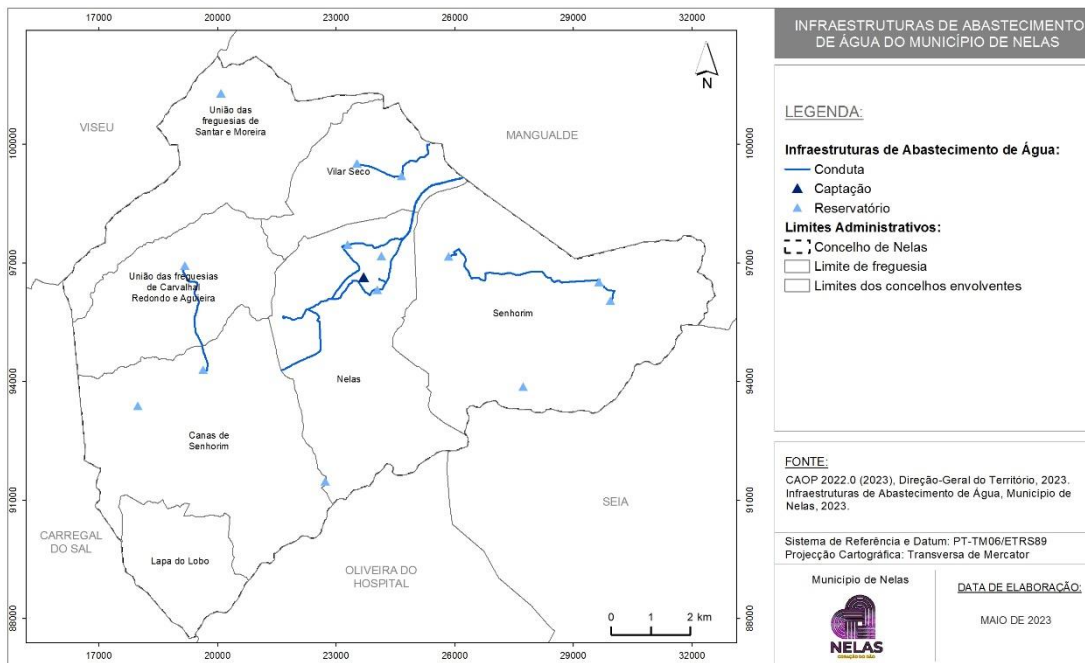 17000 20000 23000 26000 29000 32000
100000
97000
94000
91000
88000
VISEU
MANGUALDE
União das
freguesias de
Santar e Moreira
Vilar Seco
União das freguesias
de Carvalhal
Redondo e Aguieira
Senhorim
Nelas
Canas de
Senhorim
Lapa do Lobo
CARREGAL
DO SAL
OLIVEIRA DO
HOSPITAL
SEIA
N
0 1 2 km
100000
97000
94000
91000
88000
17000 20000 23000 26000 29000 32000
INFRAESTRUTURAS DE ABASTECIMENTO
DE ÁGUA DO MUNICÍPIO DE NELAS
LEGENDA:
Infraestruturas de Abastecimento de Água:
Conduta
Captação
Reservatório
Limites Administrativos:
Concelho de Nelas
Limite de freguesia
Limites dos concelhos envolventes
FONTE:
CAOP 2022.0 (2023), Direção-Geral do Território, 2023.
Infraestruturas de Abastecimento de Água, Município de
Nelas, 2023.
Sistema de Referência e Datum: PT-TM06/ETRS89
Projecção Cartográfica: Transversa de Mercator
Município de Nelas
NELAS
DATA DE ELABORAÇÃO:
MAIO DE 2023